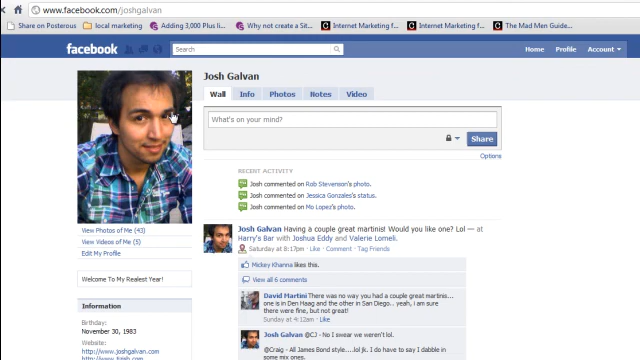 www.facebook.com/joshgalvan
Share on Posterous
local marketing
Adding 3,000 Plus li...
Why not create a Sit...
Internet Marketing f...
Internet Marketing f...
The Mad Men Guide...
facebook
Search
Home Profile Account
Josh Galvan
Wall Info Photos Notes Video
What's on your mind?
Share
Options
RECENT ACTIVITY
Josh commented on Rob Stevenson's photo.
Josh commented on Jessica Gonzales's status.
Josh commented on Mo Lopez's photo.
Josh Galvan Having a couple great martinis! Would you like one? Lol — at
Harry's Bar with Joshua Eddy and Valerie Lomeli.
Saturday at 8:17pm · Like · Comment · Tag Friends
Mickey Khanna likes this.
View all 6 comments
David Martini There was no way you had a couple great martinis...
one is in Den Haag and the other in San Diego.. yeah, i am sure
there were fine, but not great!
Sunday at 4:12am · Like
Josh Galvan @CJ - No I swear we weren't lol.
@Craig - All James Bond style....lol jk. I do have to say I dabble in
some mix ones.
View Photos of Me (43)
View Videos of Me (5)
Edit My Profile
Welcome To My Realest Year!
Information
Birthday:
November 30, 1983
Website:
http://www.joshgalvan.com